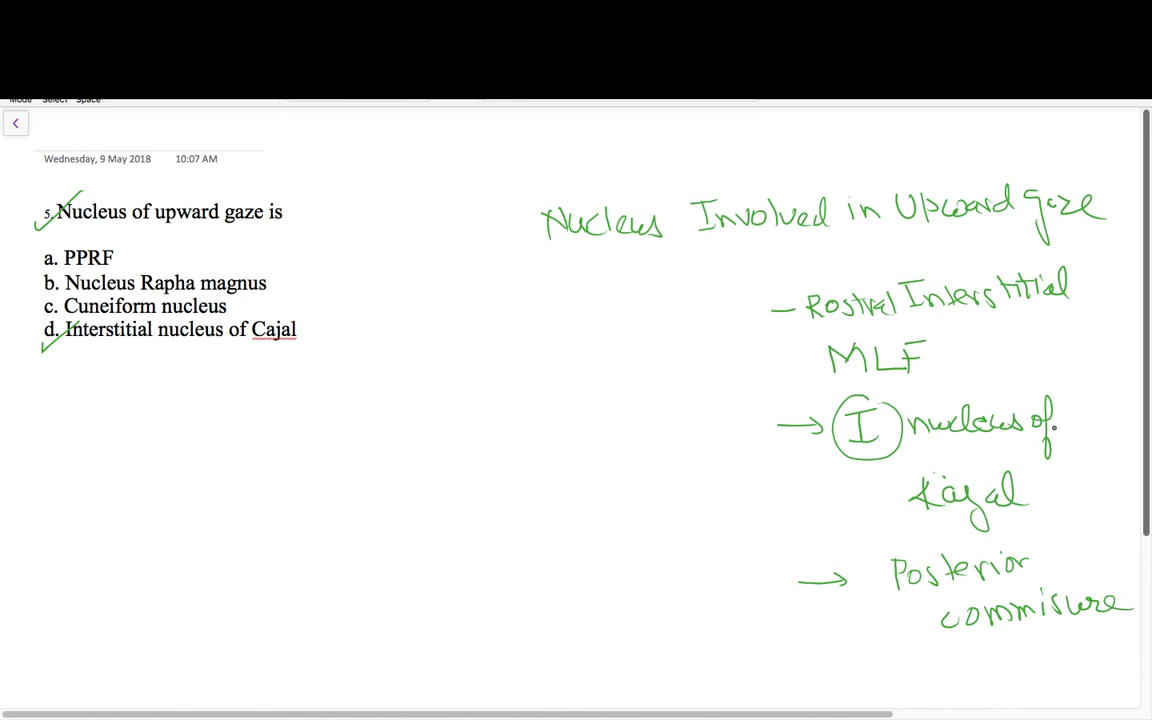 Mode Select Space
Wednesday, 9 May 2018 10:07 AM
5. Nucleus of upward gaze is
a. PPRF
b. Nucleus Rapha magnus
c. Cuneiform nucleus
d. Interstitial nucleus of Cajal
Nucleus Involved in Upward gaze
- Rostral Interstitial
MLF
→ I nucleus of
Kajal
→ Posterior
commisure